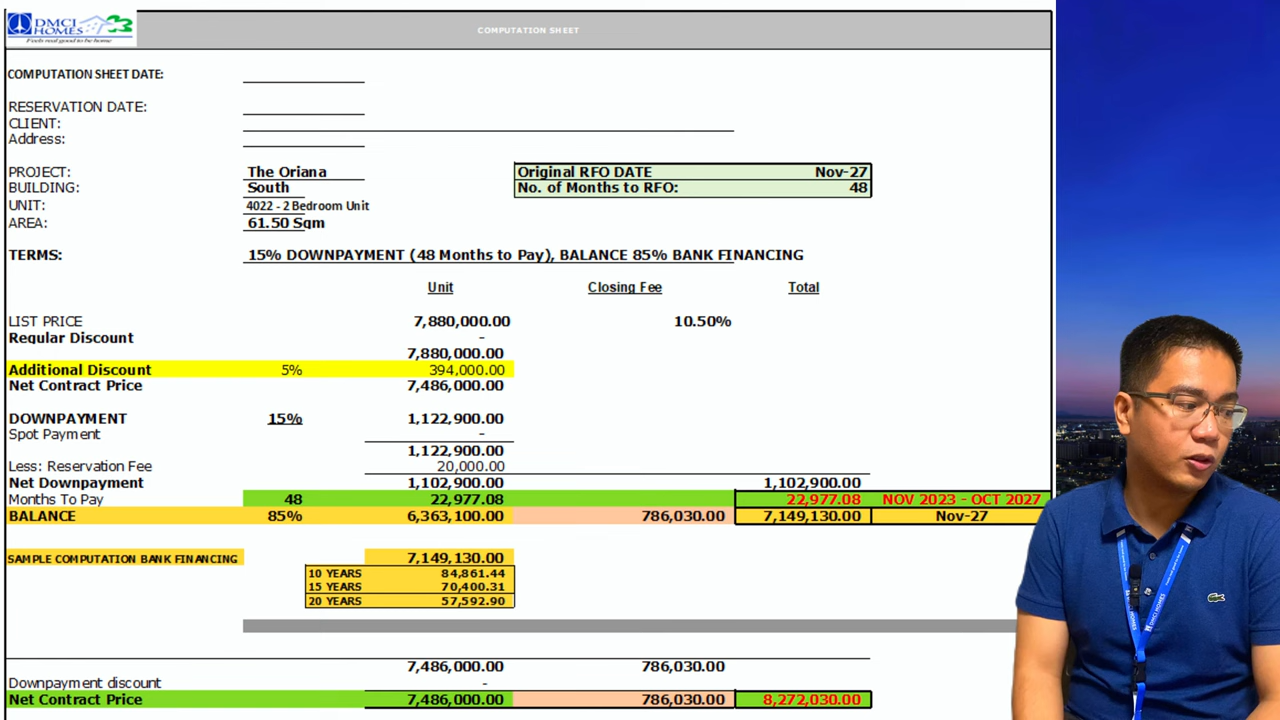 DMCI HOMES
Feels real good to be home
COMPUTATION SHEET
COMPUTATION SHEET DATE:
RESERVATION DATE:
CLIENT:
Address:
PROJECT: The Oriana Original RFO DATE Nov-27
BUILDING: South No. of Months to RFO: 48
UNIT: 4022 - 2 Bedroom Unit
AREA: 61.50 Sqm
TERMS: 15% DOWNPAYMENT (48 Months to Pay), BALANCE 85% BANK FINANCING
Unit Closing Fee Total
LIST PRICE 7,880,000.00 10.50%
Regular Discount -
7,880,000.00
Additional Discount 5% 394,000.00
Net Contract Price 7,486,000.00
DOWNPAYMENT 15% 1,122,900.00
Spot Payment -
1,122,900.00
Less: Reservation Fee 20,000.00
Net Downpayment 1,102,900.00 1,102,900.00
Months To Pay 48 22,977.08 22,977.08 NOV 2023 - OCT 2027
BALANCE 85% 6,363,100.00 786,030.00 7,149,130.00 Nov-27
SAMPLE COMPUTATION BANK FINANCING 7,149,130.00
10 YEARS 84,861.44
15 YEARS 70,400.31
20 YEARS 57,592.90
7,486,000.00 786,030.00
Downpayment discount -
Net Contract Price 7,486,000.00 786,030.00 8,272,030.00
DMCI HOMES